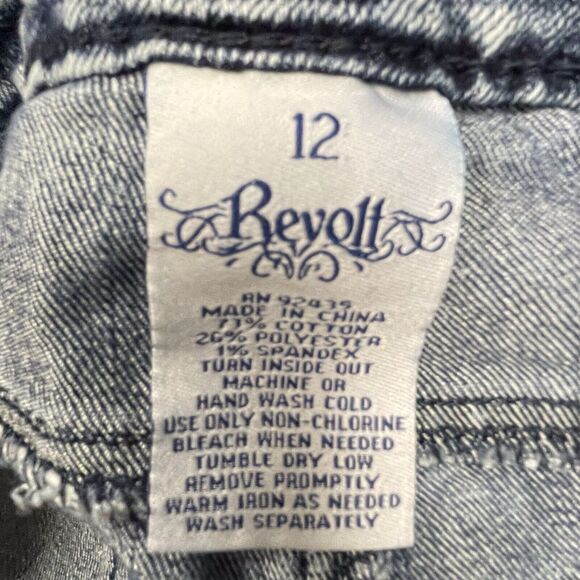 12
Revolt
RN 92435
MADE IN CHINA
73% COTTON
26% POLYESTER
1% SPANDEX
TURN INSIDE OUT
MACHINE OR
HAND WASH COLD
USE ONLY NON-CHLORINE
BLEACH WHEN NEEDED
TUMBLE DRY LOW
REMOVE PROMPTLY
WARM IRON AS NEEDED
WASH SEPARATELY